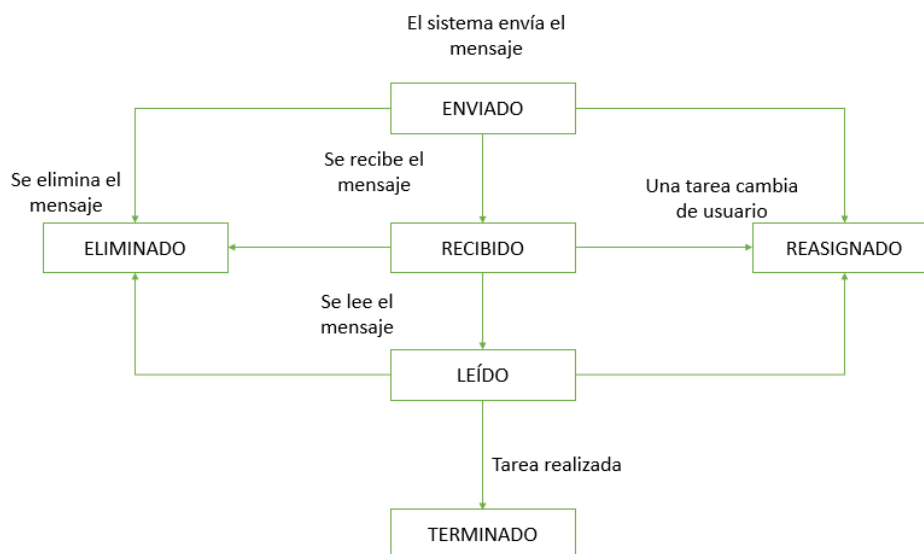 El sistema envía el
mensaje
ENVIADO
Se recibe el
mensaje
Se elimina el
mensaje
Una tarea cambia
de usuario
ELIMINADO
RECIBIDO
REASIGNADO
Se lee el
mensaje
LEÍDO
Tarea realizada
TERMINADO